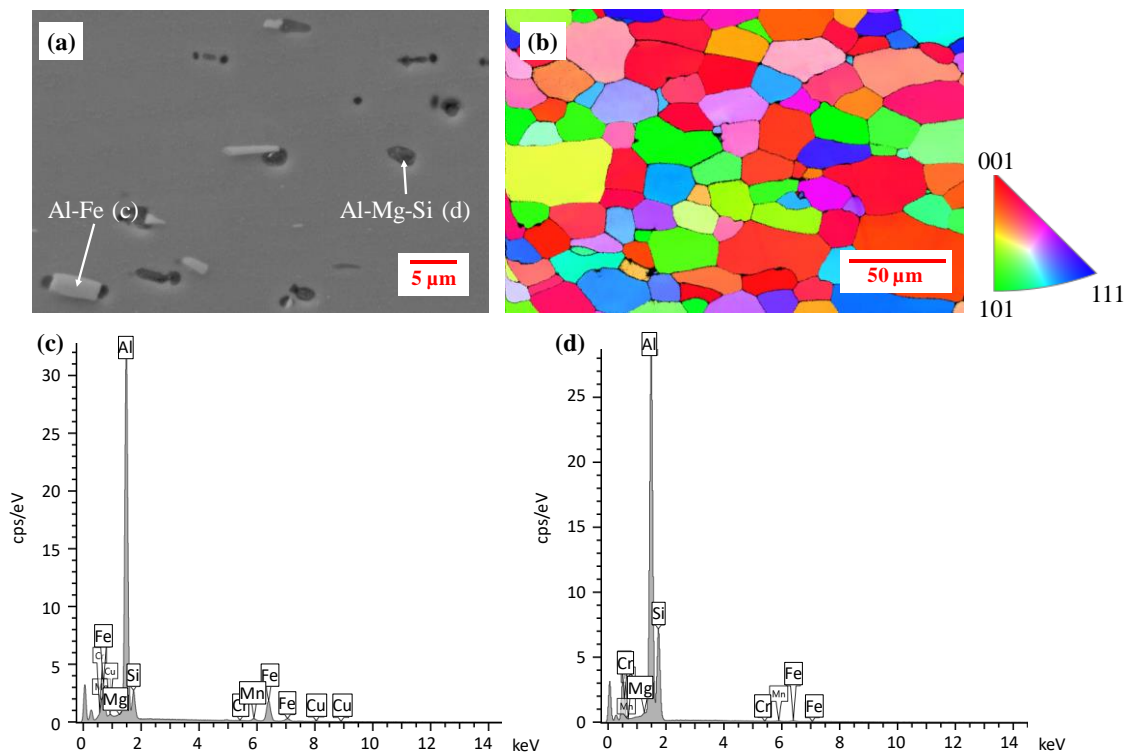 (a)
Al-Fe (c)
Al-Mg-Si (d)
5 µm
(b)
50 µm
001
101
111
(c)
cps/eV
30
25
20
15
10
5
0
Al
Fe
Cr
Cu
Mg
Si
Cr
Mn
Fe
Fe
Cu
Cu
0 2 4 6 8 10 12 14 keV
(d)
cps/eV
25
20
15
10
5
0
Al
Si
Cr
Mg
Mn
Cr
Mn
Fe
Fe
0 2 4 6 8 10 12 14 keV